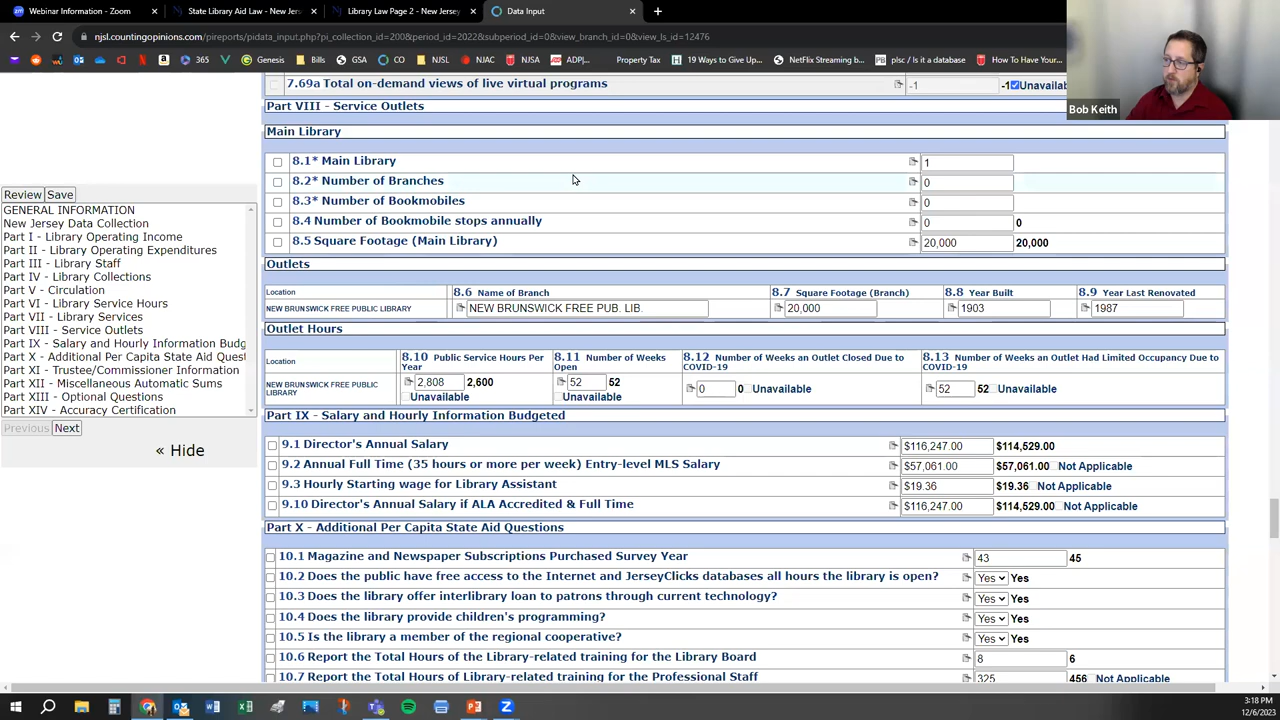 Webinar Information - Zoom
State Library Aid Law - New Jers
Library Law Page 2 - New Jersey
Data Input
njsl.countingopinions.com/pireports/pidata_input.php?pi_collection_id=200&period_id=2022&subperiod_id=0&view_branch_id=0&view_ls_id=12476
365
Genesis
Bills
GSA
CO
NJSL
NJAC
NJSA
ADP|...
Property Tax
19 Ways to Give Up...
NetFlix Streaming b...
plsc / Is it a database
How To Have Your...
Bob Keith
7.69a Total on-demand views of live virtual programs
-1
-1
Unavailab
Part VIII - Service Outlets
Main Library
8.1* Main Library
1
8.2* Number of Branches
0
8.3* Number of Bookmobiles
0
8.4 Number of Bookmobile stops annually
0
0
8.5 Square Footage (Main Library)
20,000
20,000
Review
Save
GENERAL INFORMATION
New Jersey Data Collection
Part I - Library Operating Income
Part II - Library Operating Expenditures
Part III - Library Staff
Part IV - Library Collections
Part V - Circulation
Part VI - Library Service Hours
Part VII - Library Services
Part VIII - Service Outlets
Part IX - Salary and Hourly Information Budg
Part X - Additional Per Capita State Aid Quest
Part XI - Trustee/Commissioner Information
Part XII - Miscellaneous Automatic Sums
Part XIII - Optional Questions
Part XIV - Accuracy Certification
Previous
Next
« Hide
Outlets
Location
8.6 Name of Branch
8.7 Square Footage (Branch)
8.8 Year Built
8.9 Year Last Renovated
NEW BRUNSWICK FREE PUBLIC LIBRARY
NEW BRUNSWICK FREE PUB. LIB.
20,000
1903
1987
Outlet Hours
Location
8.10 Public Service Hours Per
Year
8.11 Number of Weeks
Open
8.12 Number of Weeks an Outlet Closed Due to
COVID-19
8.13 Number of Weeks an Outlet Had Limited Occupancy Due to
COVID-19
NEW BRUNSWICK FREE PUBLIC
LIBRARY
2,808
2,600
Unavailable
52
52
Unavailable
0
0
Unavailable
52
52
Unavailable
Part IX - Salary and Hourly Information Budgeted
9.1 Director's Annual Salary
$116,247.00
$114,529.00
9.2 Annual Full Time (35 hours or more per week) Entry-level MLS Salary
$57,061.00
$57,061.00
Not Applicable
9.3 Hourly Starting wage for Library Assistant
$19.36
$19.36
Not Applicable
9.10 Director's Annual Salary if ALA Accredited & Full Time
$116,247.00
$114,529.00
Not Applicable
Part X - Additional Per Capita State Aid Questions
10.1 Magazine and Newspaper Subscriptions Purchased Survey Year
43
45
10.2 Does the public have free access to the Internet and JerseyClicks databases all hours the library is open?
Yes
Yes
10.3 Does the library offer interlibrary loan to patrons through current technology?
Yes
Yes
10.4 Does the library provide children's programming?
Yes
Yes
10.5 Is the library a member of the regional cooperative?
Yes
Yes
10.6 Report the Total Hours of the Library-related training for the Library Board
8
6
10.7 Report the Total Hours of Library-related training for the Professional Staff
325
456
Not Applicable
3:18 PM
12/6/2023